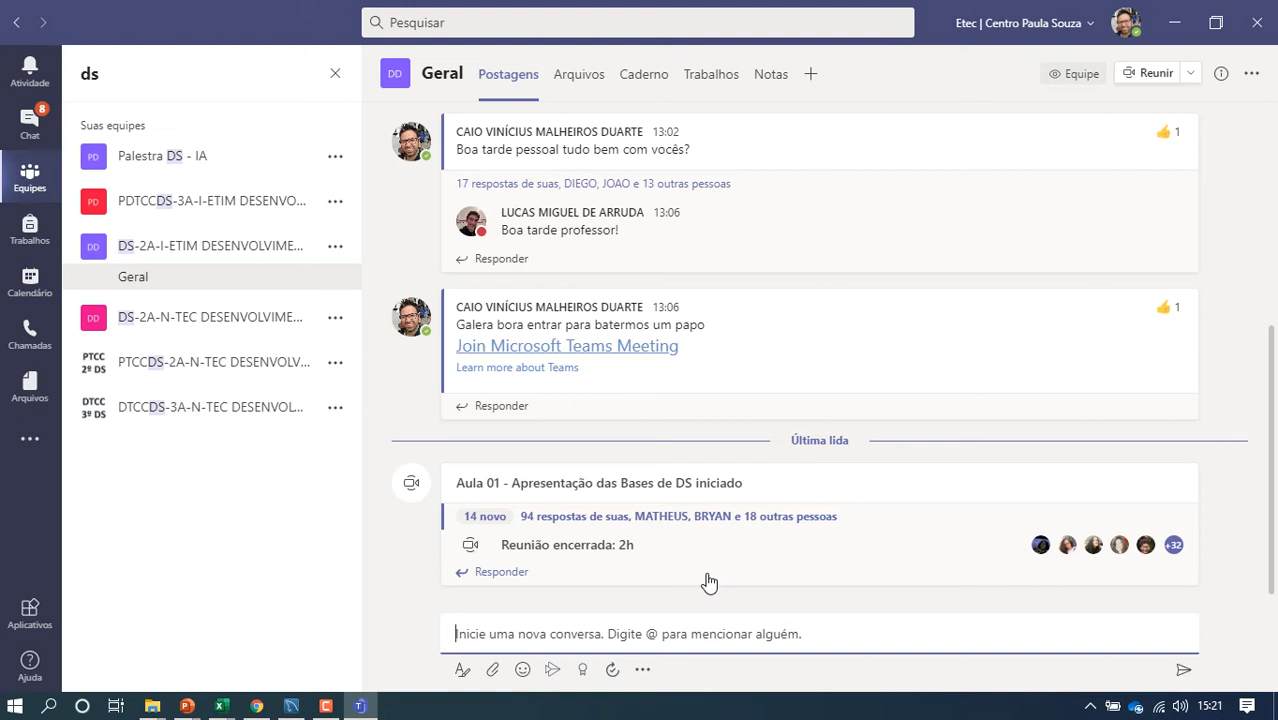 Pesquisar
Etec | Centro Paula Souza
Atividade
Chat
8
Equipes
Trabalhos
Calendário
Chamadas
Arquivos
Aplicativos
Ajuda
ds
Suas equipes
PD
Palestra DS - IA
PD
PDTCCDS-3A-I-ETIM DESENVO...
DD
DS-2A-I-ETIM DESENVOLVIME...
Geral
DD
DS-2A-N-TEC DESENVOLVIME...
PTCC
2º DS
PTCCDS-2A-N-TEC DESENVOLV...
DTCC
3º DS
DTCCDS-3A-N-TEC DESENVOL...
DD
Geral
Postagens
Arquivos
Caderno
Trabalhos
Notas
Equipe
Reunir
CAIO VINÍCIUS MALHEIROS DUARTE 13:02
1
Boa tarde pessoal tudo bem com vocês?
17 respostas de suas, DIEGO, JOAO e 13 outras pessoas
LUCAS MIGUEL DE ARRUDA 13:06
Boa tarde professor!
Responder
CAIO VINÍCIUS MALHEIROS DUARTE 13:06
1
Galera bora entrar para batermos um papo
Join Microsoft Teams Meeting
Learn more about Teams
Responder
Última lida
Aula 01 - Apresentação das Bases de DS iniciado
14 novo 94 respostas de suas, MATHEUS, BRYAN e 18 outras pessoas
Reunião encerrada: 2h
+32
Responder
Inicie uma nova conversa. Digite @ para mencionar alguém.
15:21